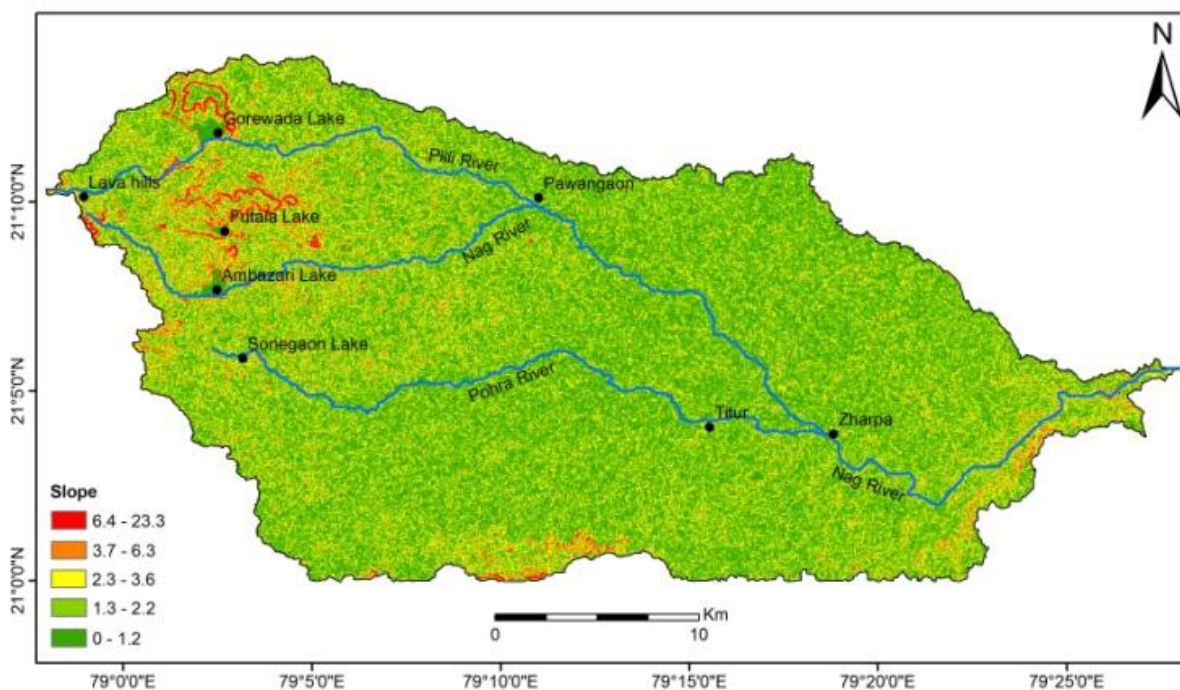 N
Gorewada Lake
Pilli River
Lava hills
Pawangaon
Futala Lake
Nag River
Ambazari Lake
Sonegaon Lake
Pohra River
Titur
Zharpa
Nag River
Slope
6.4 - 23.3
3.7 - 6.3
2.3 - 3.6
1.3 - 2.2
0 - 1.2
Km
0 10
21°10'0"N
21°5'0"N
21°0'0"N
79°0'0"E 79°5'0"E 79°10'0"E 79°15'0"E 79°20'0"E 79°25'0"E